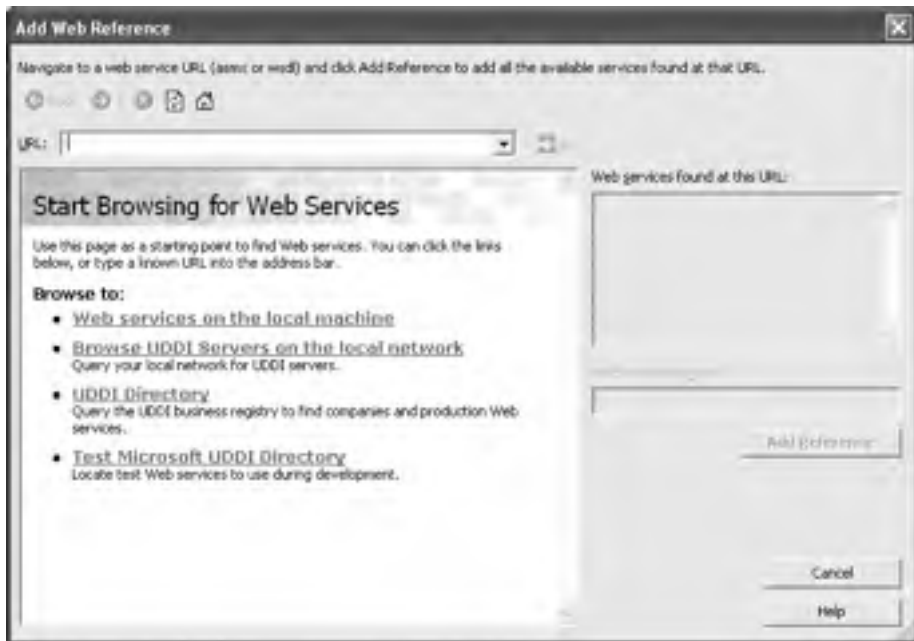 Add Web Reference
Navigate to a web service URL (asmx or wsdl) and click Add Reference to add all the available services found at that URL.
URL:
Start Browsing for Web Services
Use this page as a starting point to find Web services. You can click the links
below, or type a known URL into the address bar.
Browse to:
• Web services on the local machine
• Browse UDDI Servers on the local network
Query your local network for UDDI servers.
• UDDI Directory
Query the UDDI business registry to find companies and production Web
services.
• Test Microsoft UDDI Directory
Locate test Web services to use during development.
Web services found at this URL:
Add Reference
Cancel
Help